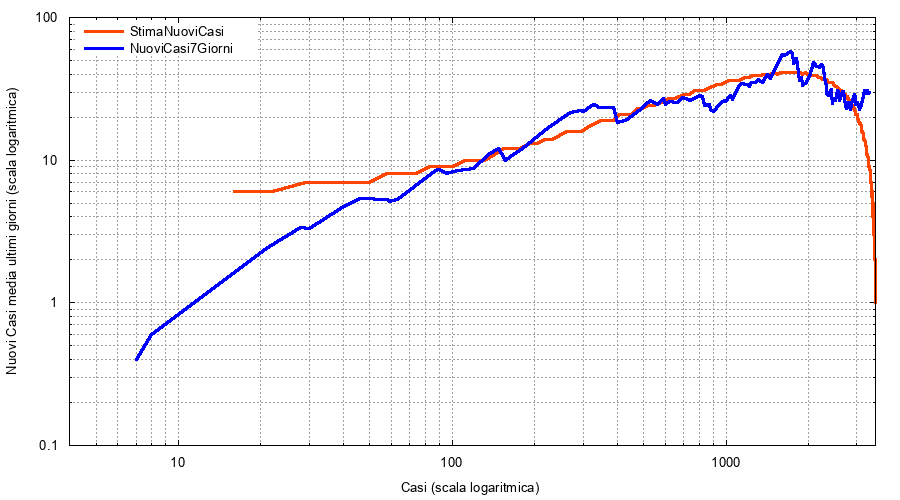 100
10
1
0.1
Nuovi Casi media ultimi giorni (scala logaritmica)
StimaNuoviCasi
NuoviCasi7Giorni
10
100
1000
Casi (scala logaritmica)